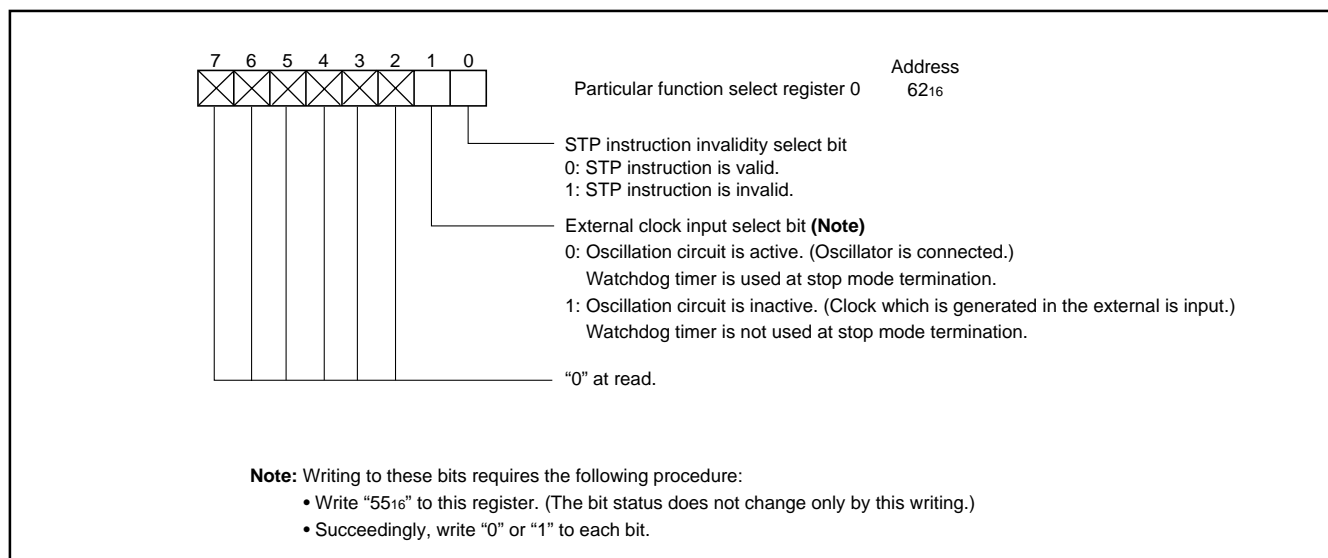 7 6 5 4 3 2 1 0
Address
Particular function select register 0 62₁₆
STP instruction invalidity select bit
0: STP instruction is valid.
1: STP instruction is invalid.
External clock input select bit (Note)
0: Oscillation circuit is active. (Oscillator is connected.)
Watchdog timer is used at stop mode termination.
1: Oscillation circuit is inactive. (Clock which is generated in the external is input.)
Watchdog timer is not used at stop mode termination.
“0” at read.
Note: Writing to these bits requires the following procedure:
• Write “55₁₆” to this register. (The bit status does not change only by this writing.)
• Succeedingly, write “0” or “1” to each bit.